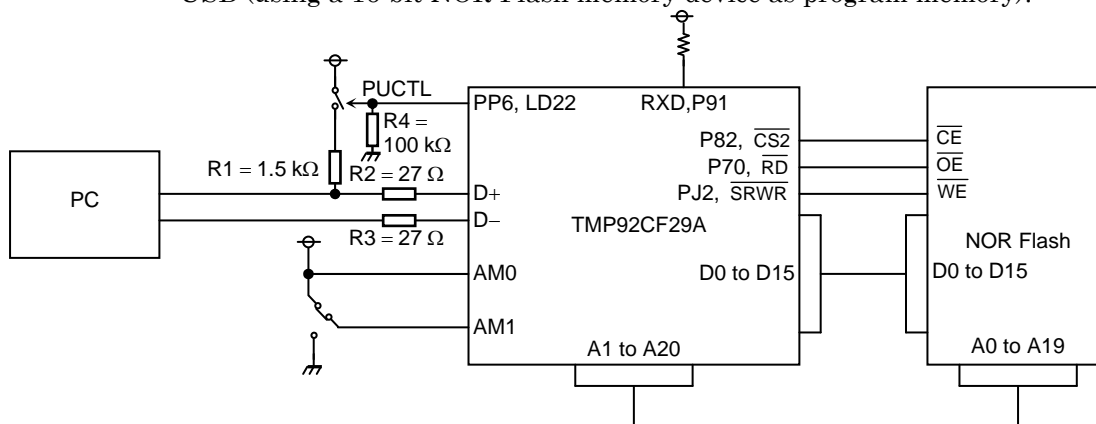 USB (using a 16-bit NOR Flash memory device as program memory).
PUCTL
PP6, LD22
RXD,P91
R4 =
100 kΩ
P82, CS2
CE
P70, RD
OE
R1 = 1.5 kΩ
R2 = 27 Ω
PC
D+
PJ2, SRWR
WE
D−
TMP92CF29A
R3 = 27 Ω
NOR Flash
AM0
D0 to D15
D0 to D15
AM1
A1 to A20
A0 to A19